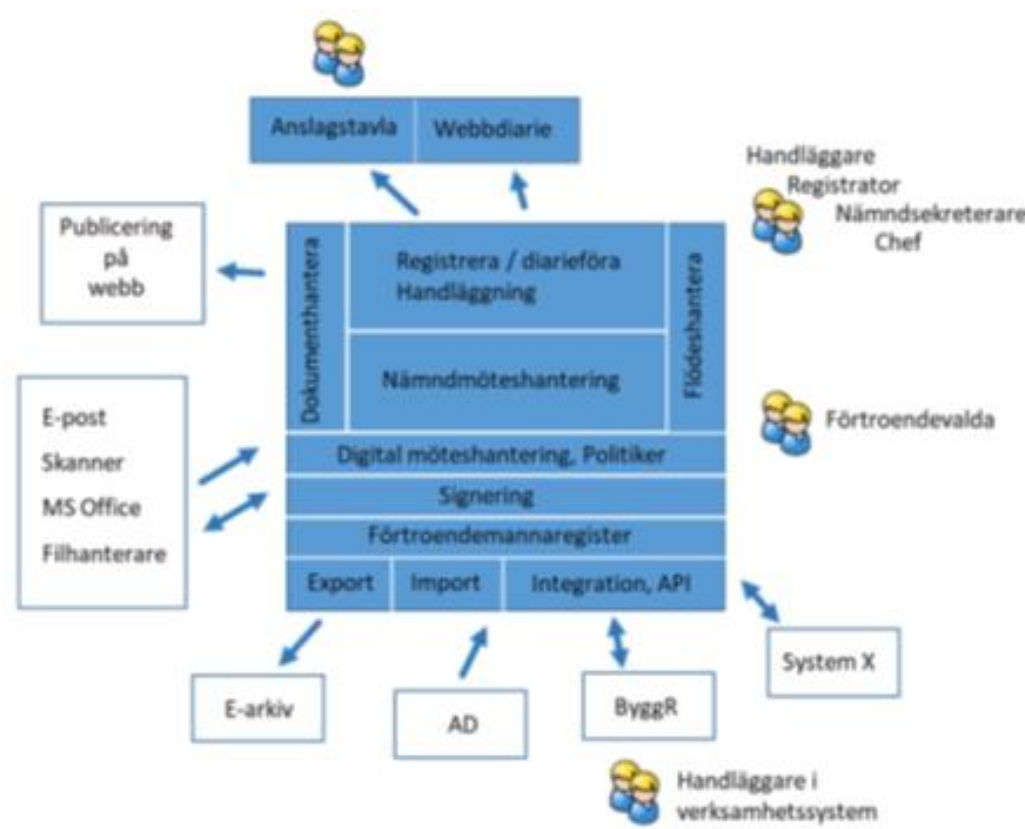 Anslagstavla
Webbdiarie
Handläggare
Registrator
Nämndsekreterare
Chef
Publicering
på
webb
Dokumenthantera
Registrera / diarieföra
Handläggning
Flödeshantera
Nämndmöteshantering
E-post
Skanner
MS Office
Filhanterare
Förtroendevalda
Digital möteshantering, Politiker
Signering
Förtroendemannaregister
Export
Import
Integration, API
System X
E-arkiv
AD
ByggR
Handläggare i
verksamhetssystem